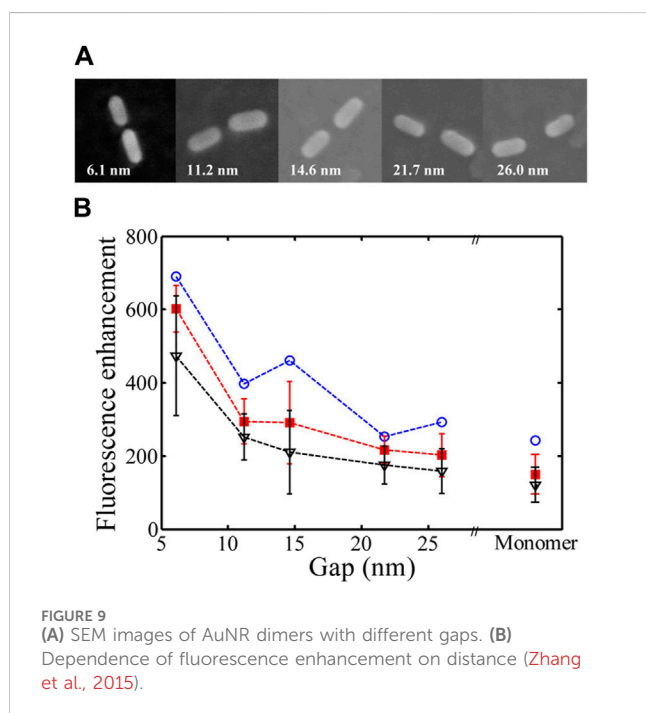 A
6.1 nm 11.2 nm 14.6 nm 21.7 nm 26.0 nm
B
Fluorescence enhancement
800
600
400
200
0
5 10 15 20 25 Monomer
Gap (nm)
FIGURE 9
(A) SEM images of AuNR dimers with different gaps. (B)
Dependence of fluorescence enhancement on distance (Zhang
et al., 2015).